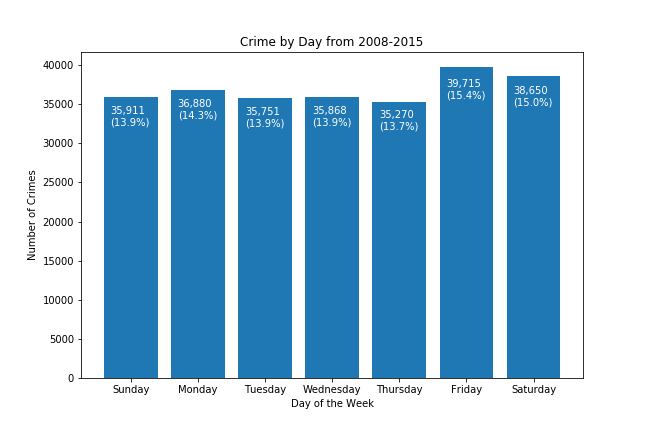 Crime by Day from 2008-2015
Number of Crimes
40000
35000
30000
25000
20000
15000
10000
5000
0
35,911
(13.9%)
36,880
(14.3%)
35,751
(13.9%)
35,868
(13.9%)
35,270
(13.7%)
39,715
(15.4%)
38,650
(15.0%)
Sunday
Monday
Tuesday
Wednesday
Thursday
Friday
Saturday
Day of the Week